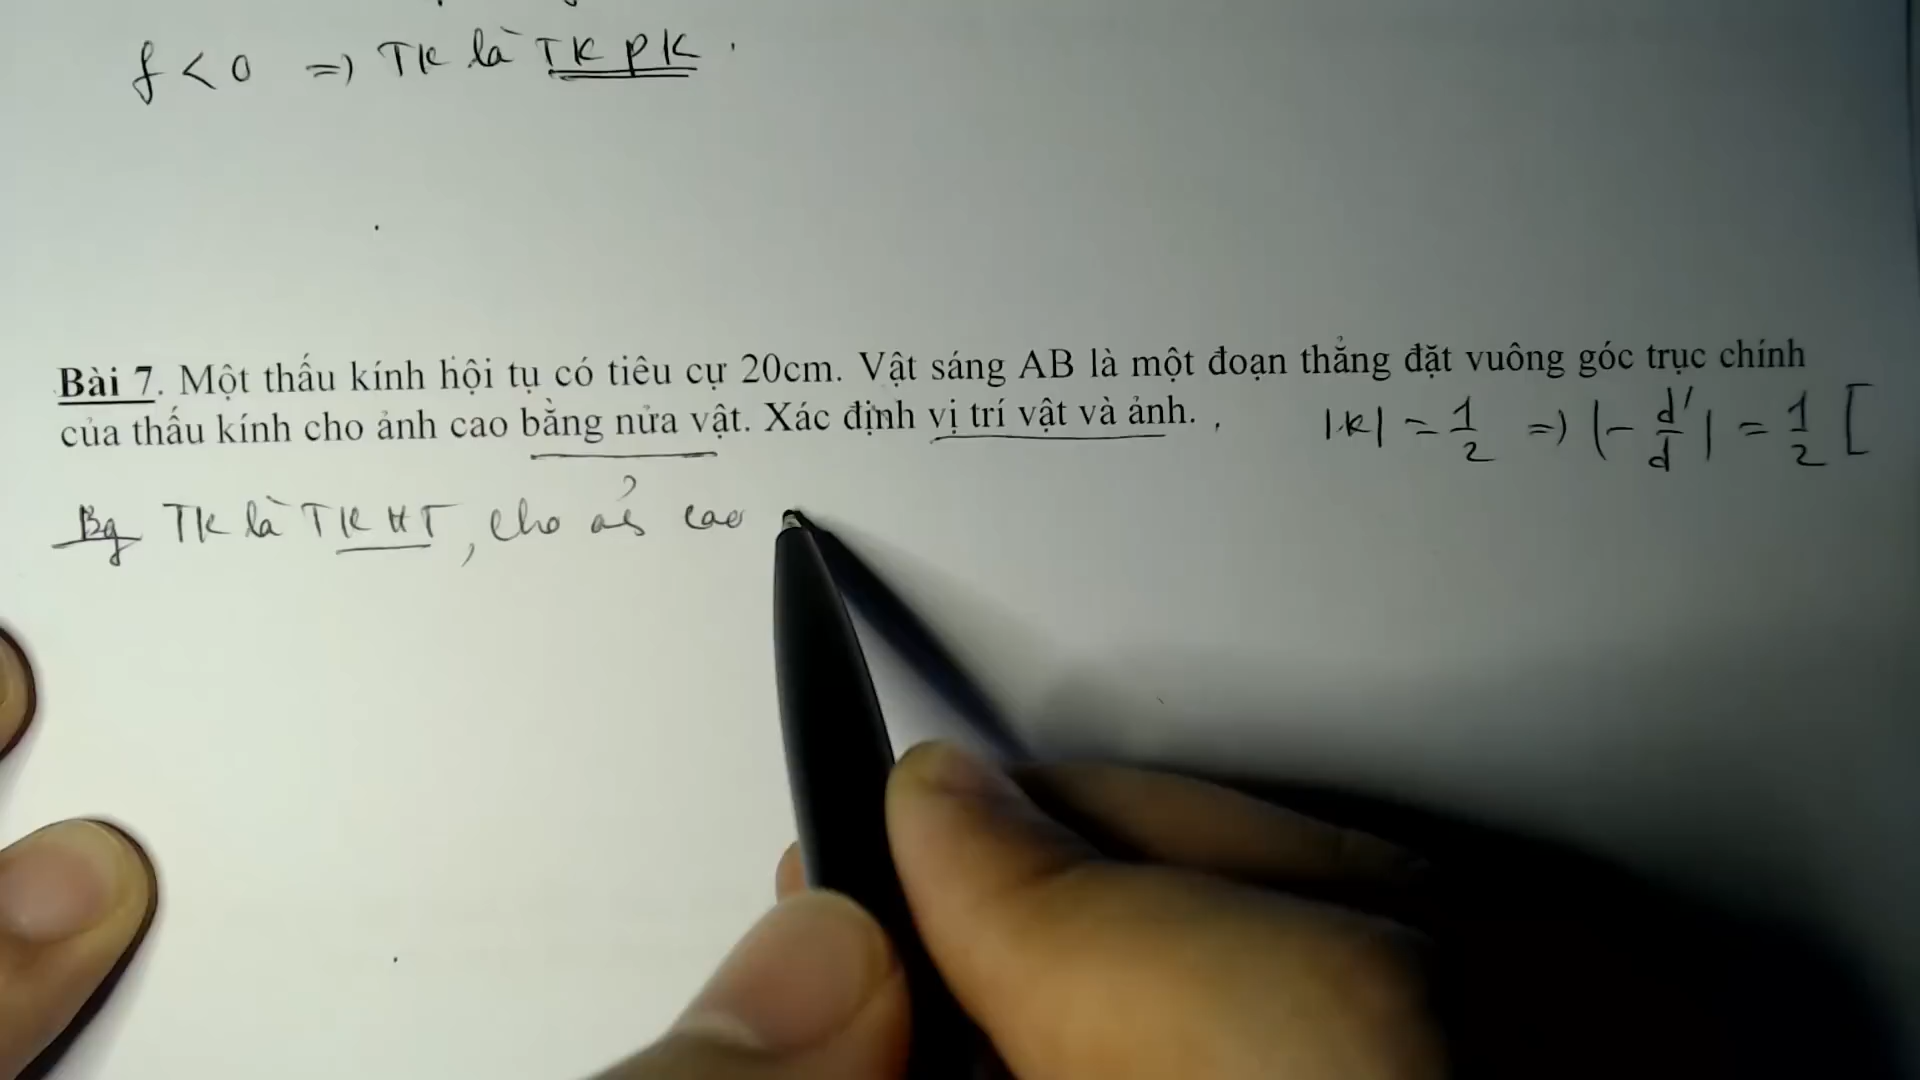 f < 0 => TK là TKPK.
Bài 7. Một thấu kính hội tụ có tiêu cự 20cm. Vật sáng AB là một đoạn thẳng đặt vuông góc trục chính
của thấu kính cho ảnh cao bằng nửa vật. Xác định vị trí vật và ảnh.
|k| = 1/2 => |- d'/d| = 1/2 [
Bg TK là TKHT, cho ảnh cao